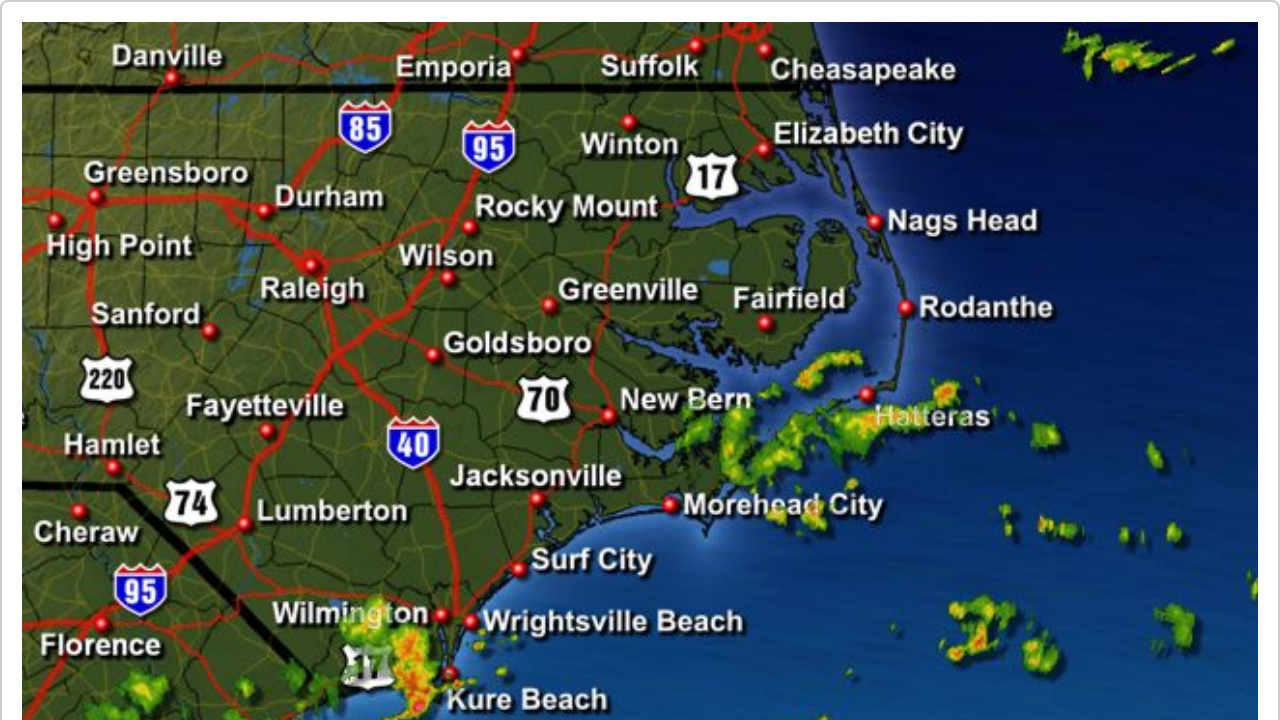 Danville
Emporia
Suffolk
Cheasapeake
85
95
Winton
Elizabeth City
17
Greensboro
Durham
Rocky Mount
Nags Head
High Point
Wilson
Raleigh
Greenville
Fairfield
Rodanthe
Sanford
Goldsboro
220
Fayetteville
70
New Bern
Hatteras
Hamlet
40
Jacksonville
74
Lumberton
Morehead City
Cheraw
Surf City
95
Wilmington
Wrightsville Beach
Florence
17
Kure Beach